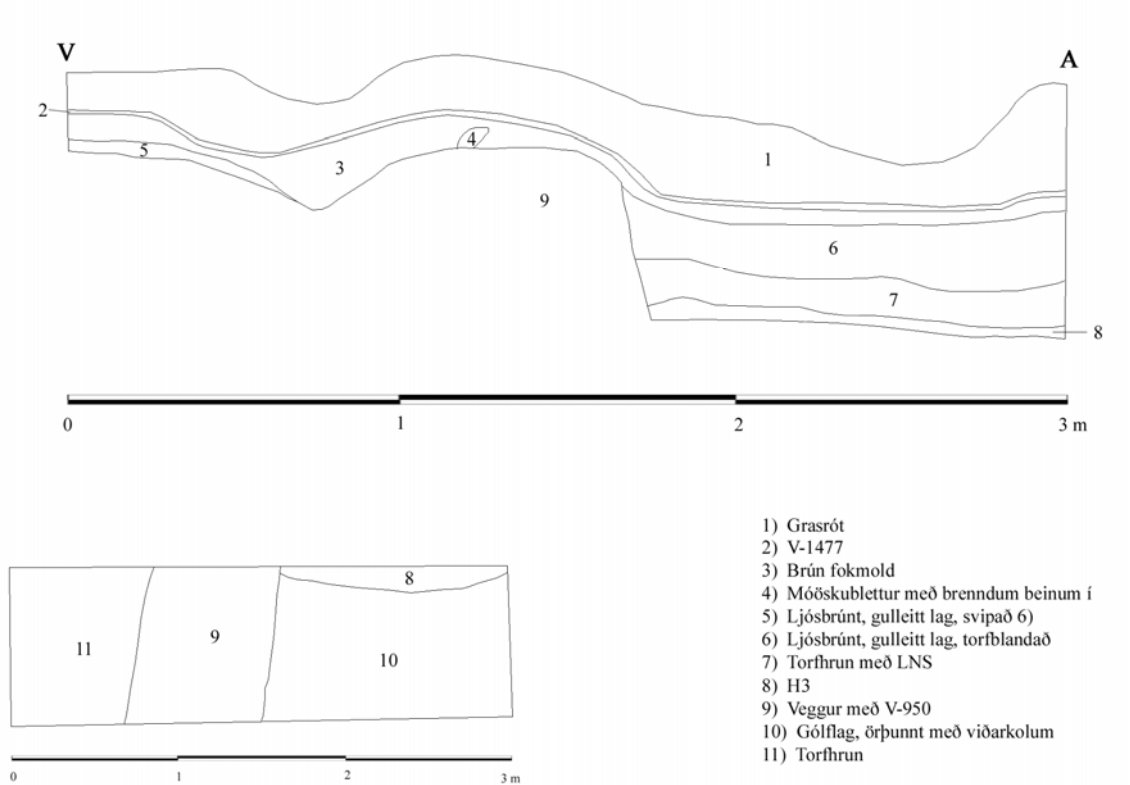 V
A
2
4
5
3
1
9
6
7
8
0 1 2 3 m
8
9
11
10
0 1 2 3 m
1) Grasrót
2) V-1477
3) Brún fokmold
4) Móöskublettur með brenndum beinum í
5) Ljósbrúnt, gulleitt lag, svipað 6)
6) Ljósbrúnt, gulleitt lag, torfblandað
7) Torfhrun með LNS
8) H3
9) Veggur með V-950
10) Gólflag, örþunnt með viðarkolum
11) Torfhrun